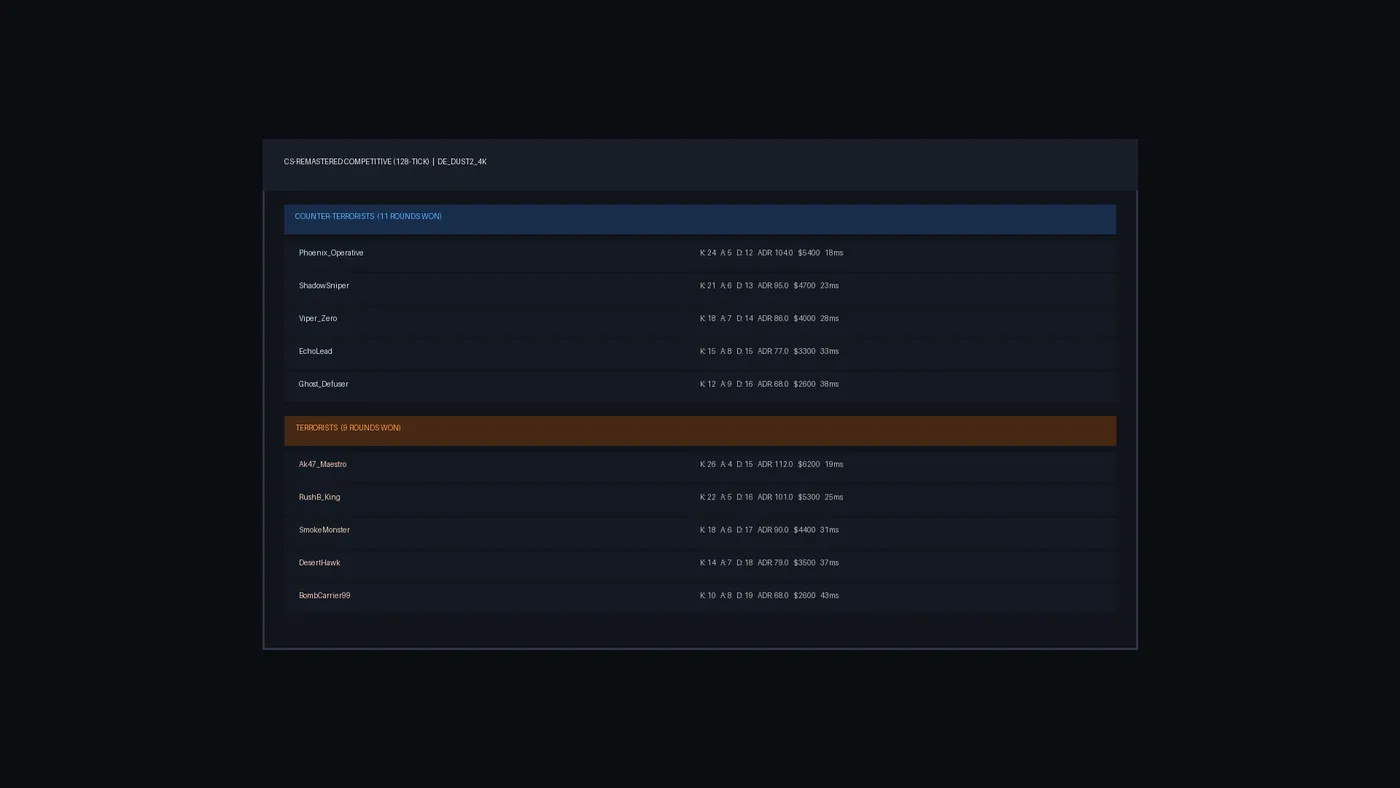 CS-REMASTERED COMPETITIVE (128-TICK) | DE_DUST2_4K
COUNTER-TERRORISTS (11 ROUNDS WON)
Phoenix_Operative K: 24 A: 5 D: 12 ADR: 104.0 $5400 18ms
ShadowSniper K: 21 A: 6 D: 13 ADR: 95.0 $4700 23ms
Viper_Zero K: 18 A: 7 D: 14 ADR: 86.0 $4000 28ms
EchoLead K: 15 A: 8 D: 15 ADR: 77.0 $3300 33ms
Ghost_Defuser K: 12 A: 9 D: 16 ADR: 68.0 $2600 38ms
TERRORISTS (9 ROUNDS WON)
Ak47_Maestro K: 26 A: 4 D: 15 ADR: 112.0 $6200 19ms
RushB_King K: 22 A: 5 D: 16 ADR: 101.0 $5300 25ms
SmokeMonster K: 18 A: 6 D: 17 ADR: 90.0 $4400 31ms
DesertHawk K: 14 A: 7 D: 18 ADR: 79.0 $3500 37ms
BombCarrier99 K: 10 A: 8 D: 19 ADR: 68.0 $2600 43ms